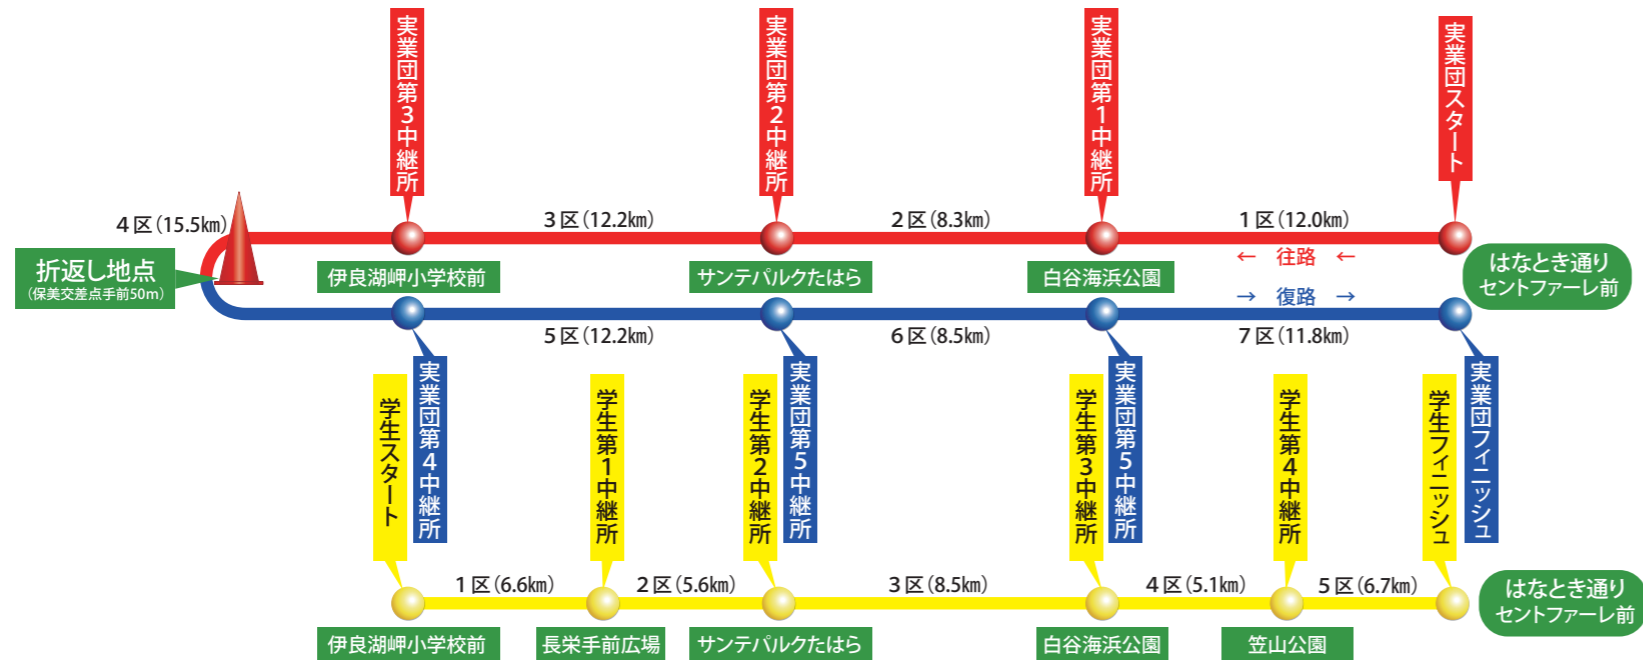 実業団第3中継所
実業団第2中継所
実業団第1中継所
実業団スタート
4区(15.5㎞)
3区(12.2㎞)
2区(8.3㎞)
1区(12.0㎞)
← 往路 ←
折返し地点
(保美交差点手前50m)
伊良湖岬小学校前
サンテパルクたはら
白谷海浜公園
はなとき通り
セントファーレ前
→ 復路 →
5区(12.2㎞)
6区(8.5㎞)
7区(11.8㎞)
学生スタート
実業団第4中継所
学生第1中継所
学生第2中継所
実業団第5中継所
学生第3中継所
実業団第5中継所
学生第4中継所
学生フィニッシュ
実業団フィニッシュ
1区(6.6㎞)
2区(5.6㎞)
3区(8.5㎞)
4区(5.1㎞)
5区(6.7㎞)
はなとき通り
セントファーレ前
伊良湖岬小学校前
長栄手前広場
サンテパルクたはら
白谷海浜公園
笠山公園